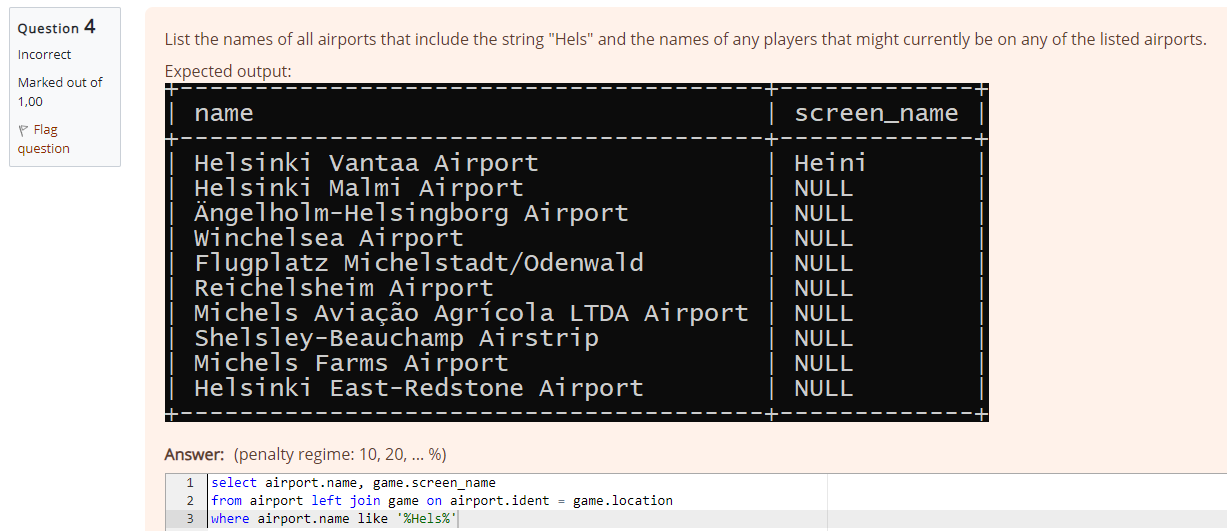 Question 4
Incorrect
Marked out of
1,00
Flag
question
List the names of all airports that include the string "Hels" and the names of any players that might currently be on any of the listed airports.
Expected output:
+---------------------------------------+--------------+
| name                                  | screen_name  |
+---------------------------------------+--------------+
| Helsinki Vantaa Airport               | Heini        |
| Helsinki Malmi Airport                | NULL         |
| Ängelholm-Helsingborg Airport         | NULL         |
| Winchelsea Airport                    | NULL         |
| Flugplatz Michelstadt/Odenwald        | NULL         |
| Reichelsheim Airport                  | NULL         |
| Michels Aviação Agrícola LTDA Airport | NULL         |
| Shelsley-Beauchamp Airstrip           | NULL         |
| Michels Farms Airport                 | NULL         |
| Helsinki East-Redstone Airport        | NULL         |
+---------------------------------------+--------------+
Answer: (penalty regime: 10, 20, ... %)
1 select airport.name, game.screen_name
2 from airport left join game on airport.ident = game.location
3 where airport.name like '%Hels%'